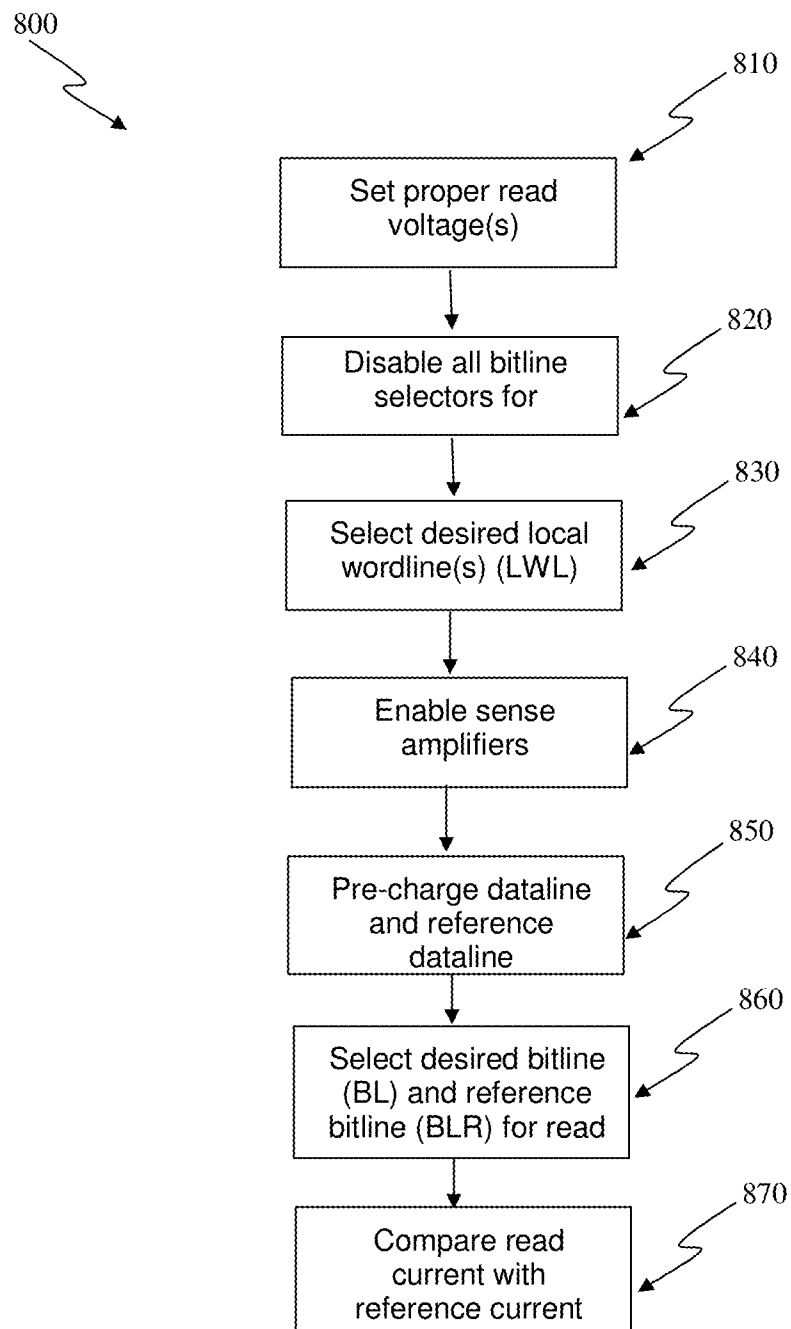 800
810
Set proper read
voltage(s)
820
Disable all bitline
selectors for
830
Select desired local
wordline(s) (LWL)
840
Enable sense
amplifiers
850
Pre-charge dataline
and reference
dataline
860
Select desired bitline
(BL) and reference
bitline (BLR) for read
870
Compare read
current with
reference current